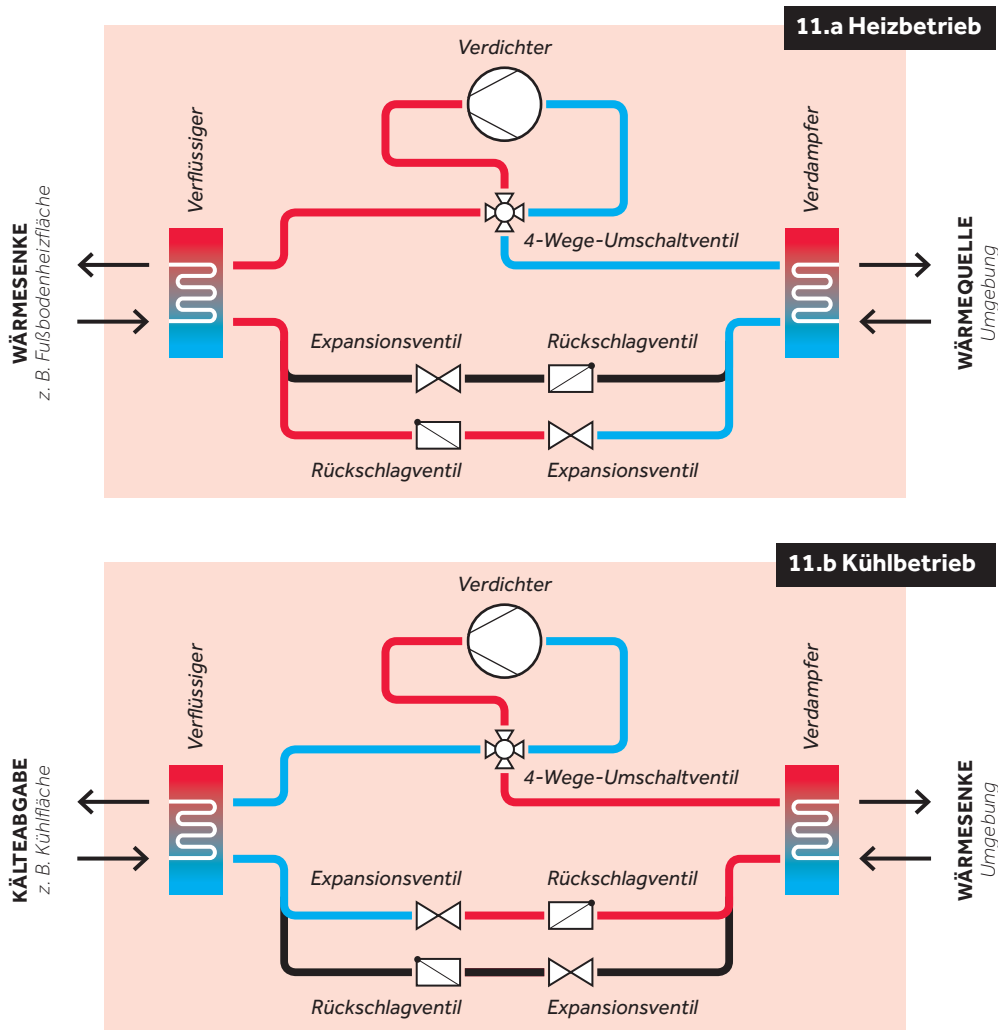 11.a Heizbetrieb
Verdichter
Verflüssiger
Verdampfer
WÄRMESENKE
z. B. Fußbodenheizfläche
4-Wege-Umschaltventil
WÄRMEQUELLE
Umgebung
Expansionsventil
Rückschlagventil
Rückschlagventil
Expansionsventil
11.b Kühlbetrieb
Verdichter
Verflüssiger
Verdampfer
KÄLTEABGABE
z. B. Kühlfläche
4-Wege-Umschaltventil
WÄRMESENKE
Umgebung
Expansionsventil
Rückschlagventil
Rückschlagventil
Expansionsventil